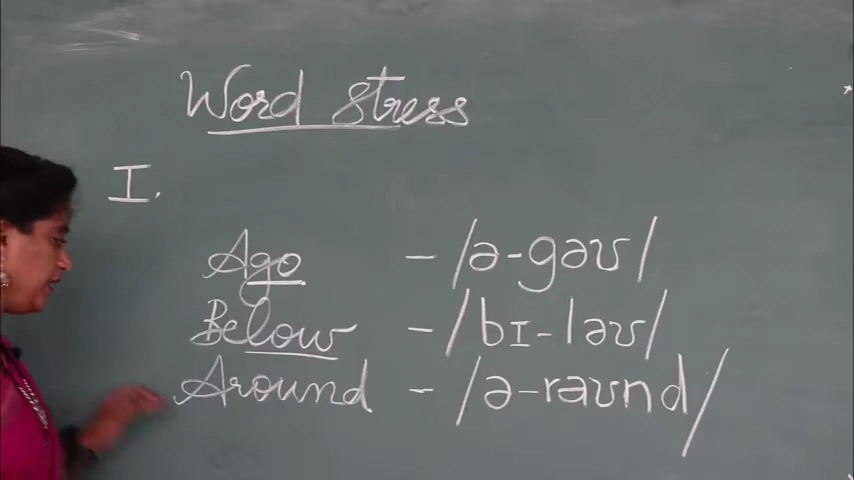 Word Stress
I.
Ago - /ə-gəʊ/
Below - /bɪ-ləʊ/
Around - /ə-raʊnd/